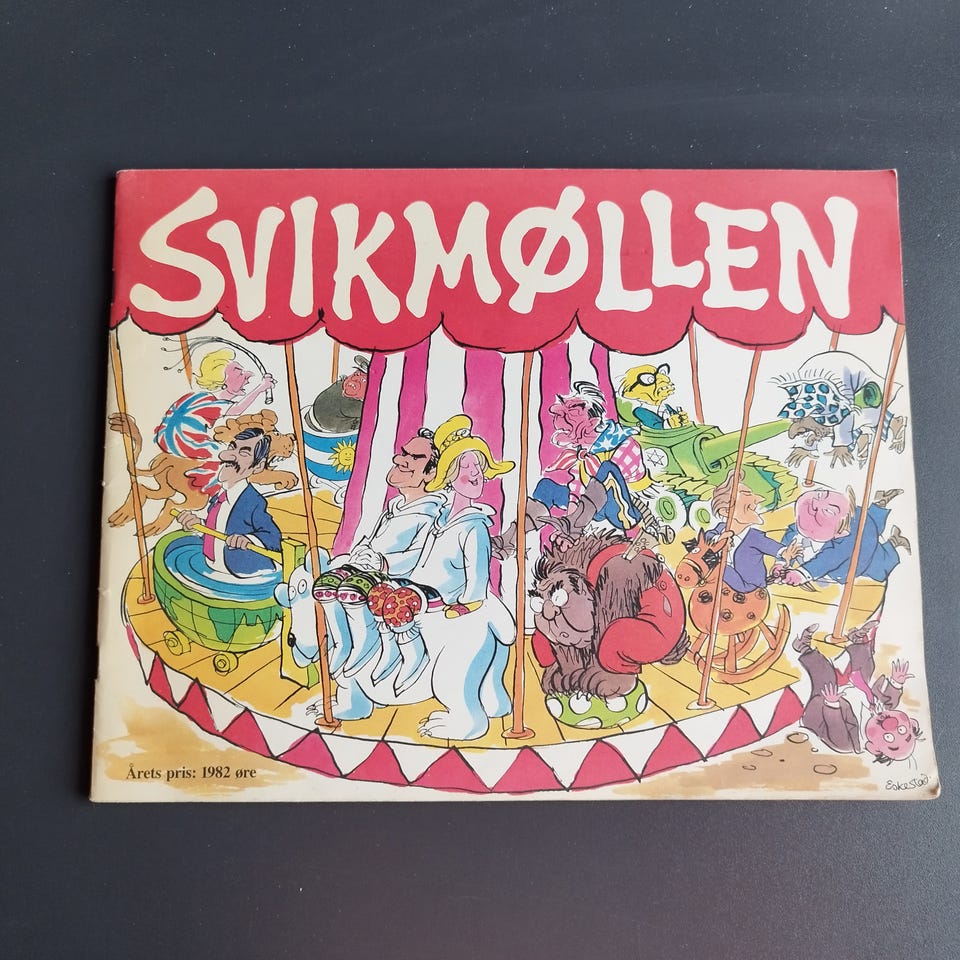 SVIKMØLLEN
Årets pris: 1982 øre
Eskestad.